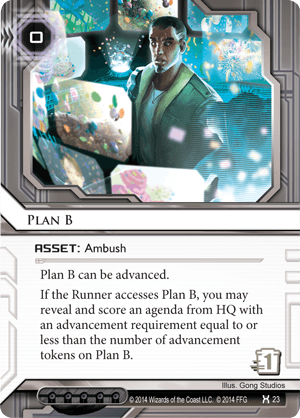 0
PLAN B
ASSET: Ambush
Plan B can be advanced.
If the Runner accesses Plan B, you may
reveal and score an agenda from HQ with
an advancement requirement equal to or
less than the number of advancement
tokens on Plan B.
1
Illus. Gong Studios
© 2014 Wizards of the Coast LLC. © 2014 FFG
23